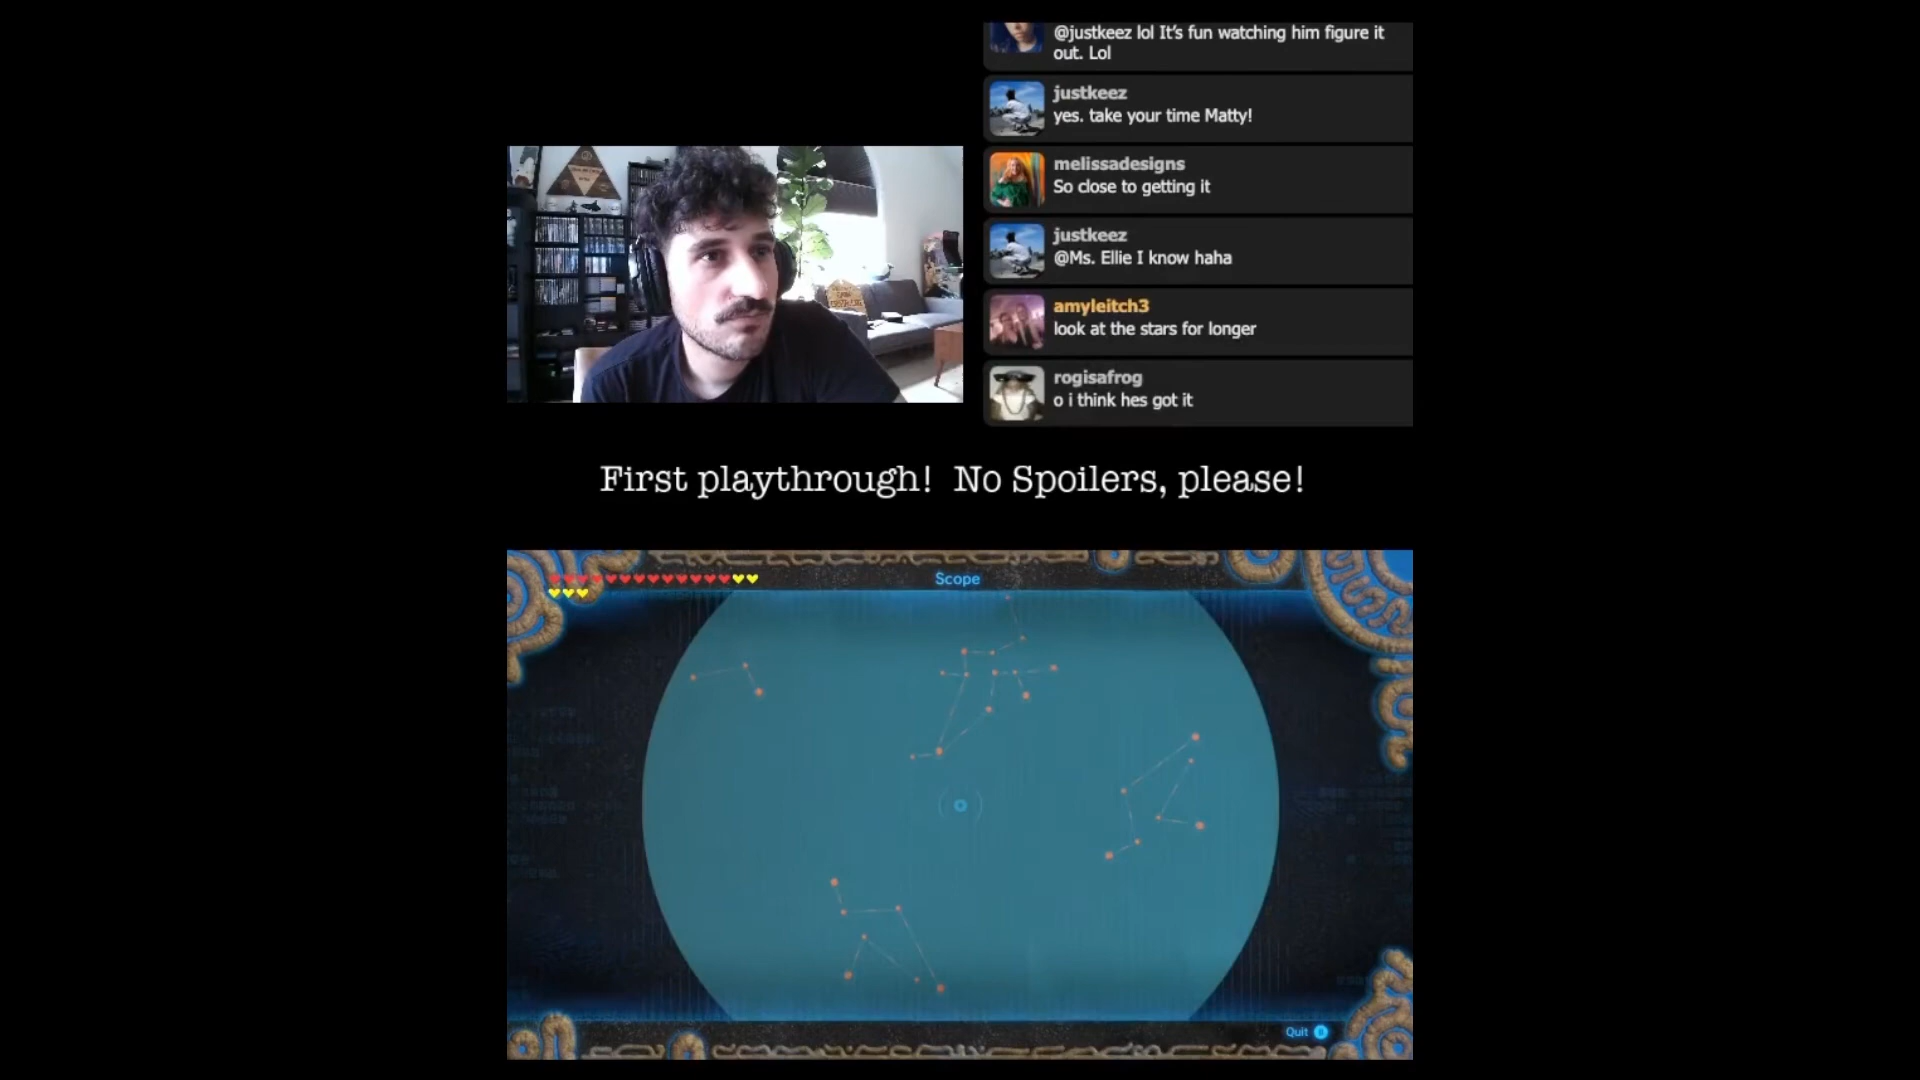 @justkeez lol It's fun watching him figure it
out. Lol
justkeez
yes. take your time Matty!
melissadesigns
So close to getting it
justkeez
@Ms. Ellie I know haha
amyleitch3
look at the stars for longer
rogisafrog
o i think hes got it
First playthrough! No Spoilers, please!
Scope
Quit